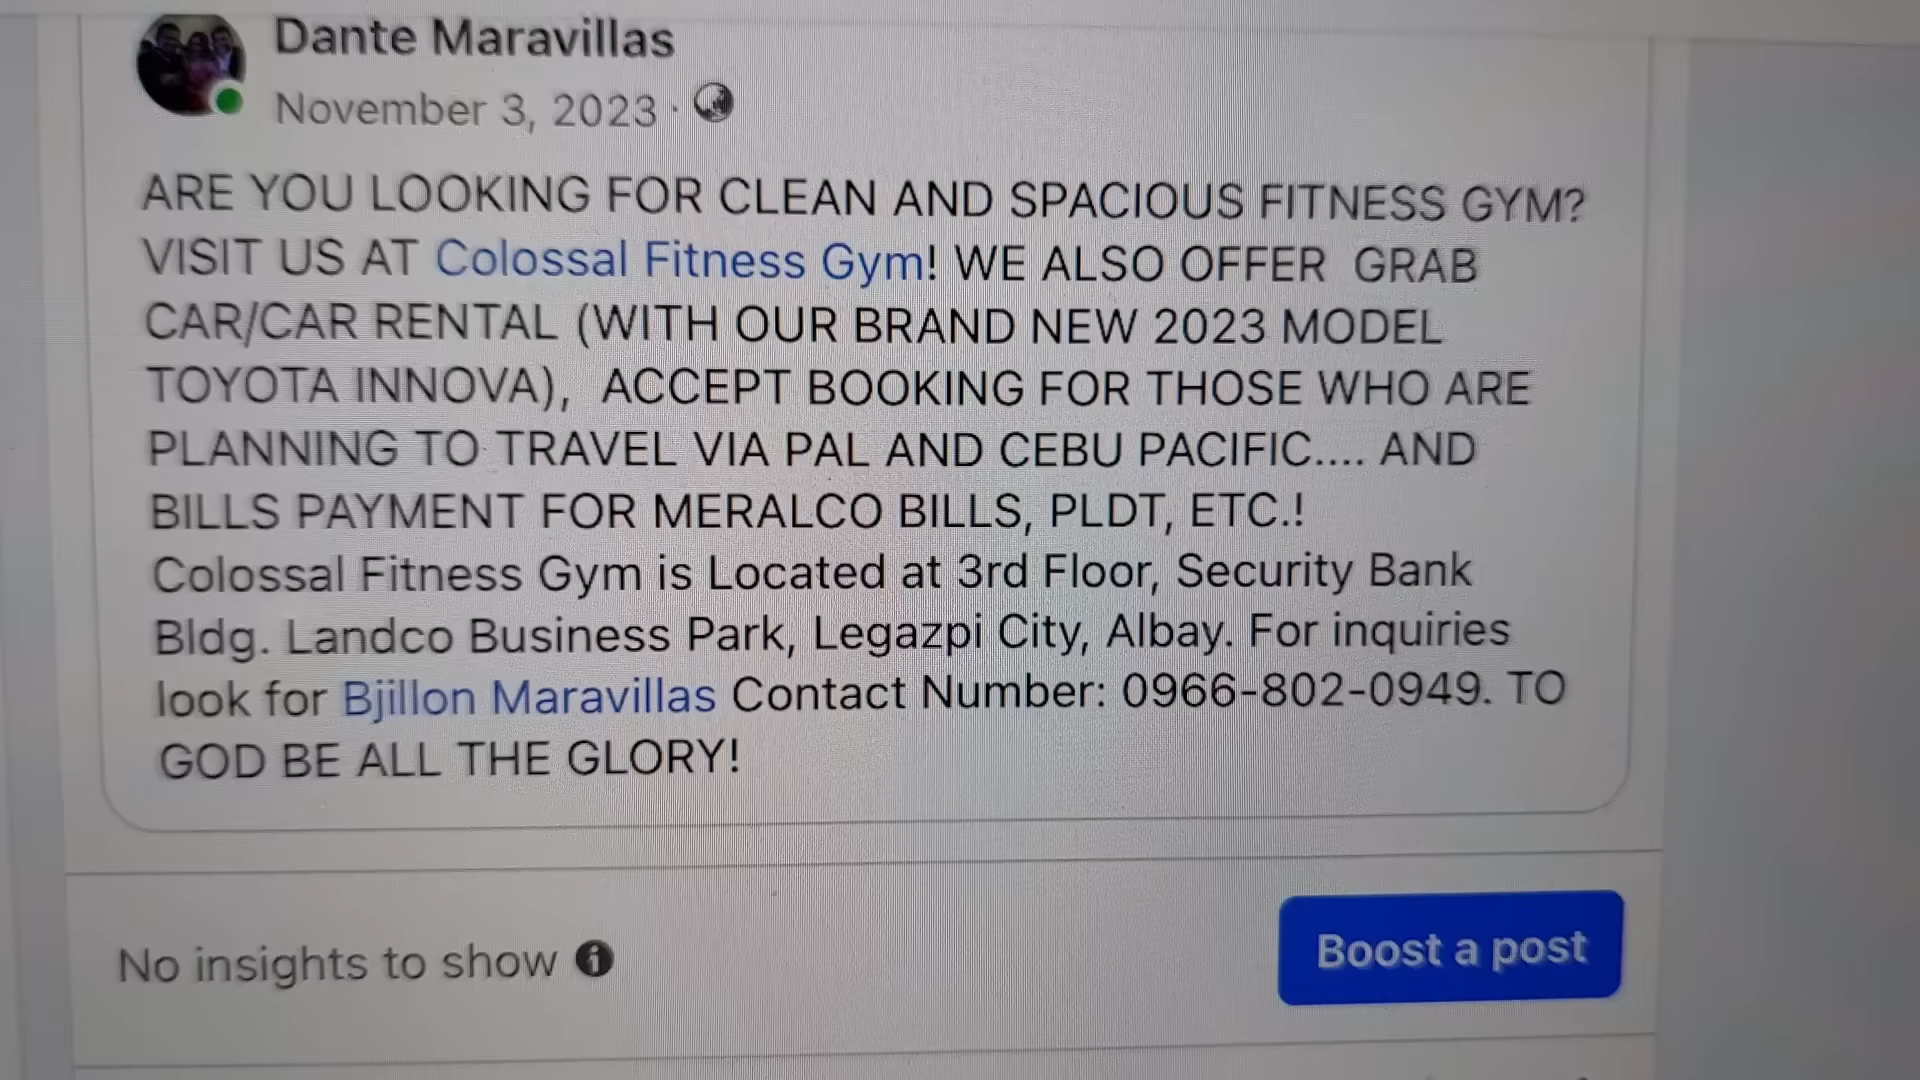 Dante Maravillas
November 3, 2023 ·
ARE YOU LOOKING FOR CLEAN AND SPACIOUS FITNESS GYM?
VISIT US AT Colossal Fitness Gym! WE ALSO OFFER GRAB
CAR/CAR RENTAL (WITH OUR BRAND NEW 2023 MODEL
TOYOTA INNOVA), ACCEPT BOOKING FOR THOSE WHO ARE
PLANNING TO TRAVEL VIA PAL AND CEBU PACIFIC.... AND
BILLS PAYMENT FOR MERALCO BILLS, PLDT, ETC.!
Colossal Fitness Gym is Located at 3rd Floor, Security Bank
Bldg. Landco Business Park, Legazpi City, Albay. For inquiries
look for Bjillon Maravillas Contact Number: 0966-802-0949. TO
GOD BE ALL THE GLORY!
No insights to show
Boost a post